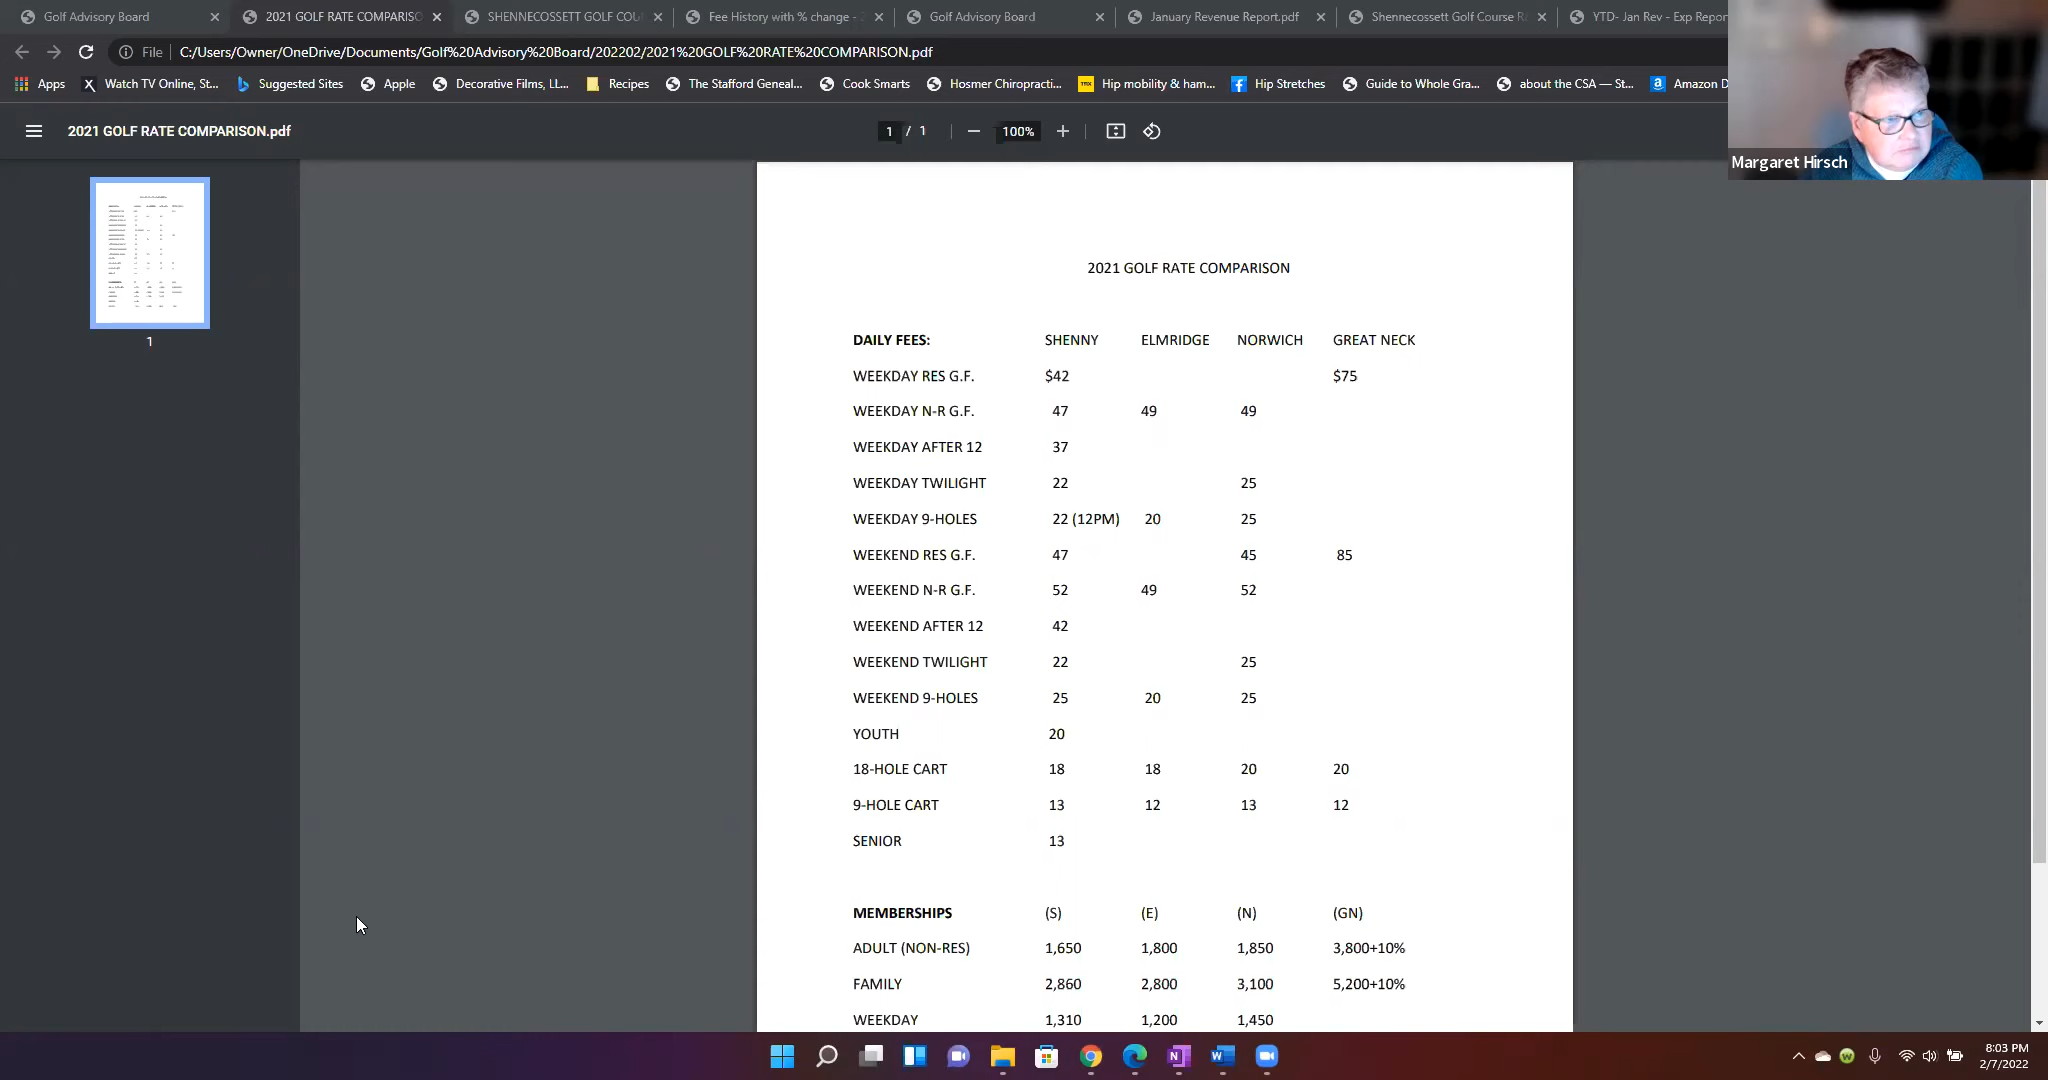 Golf Advisory Board
2021 GOLF RATE COMPARISO
SHENNECOSSETT GOLF COU
Fee History with % change -
Golf Advisory Board
January Revenue Report.pdf
Shennecossett Golf Course R
YTD- Jan Rev - Exp Repor
File C:/Users/Owner/OneDrive/Documents/Golf%20Advisory%20Board/202202/2021%20GOLF%20RATE%20COMPARISON.pdf
Apps Watch TV Online, St... Suggested Sites Apple Decorative Films, LL... Recipes The Stafford Geneal... Cook Smarts Hosmer Chiropracti... Hip mobility & ham... Hip Stretches Guide to Whole Gra... about the CSA — St... Amazon D
2021 GOLF RATE COMPARISON.pdf 1 / 1 100%
Margaret Hirsch
1
2021 GOLF RATE COMPARISON
DAILY FEES: SHENNY ELMRIDGE NORWICH GREAT NECK
WEEKDAY RES G.F. $42 $75
WEEKDAY N-R G.F. 47 49 49
WEEKDAY AFTER 12 37
WEEKDAY TWILIGHT 22 25
WEEKDAY 9-HOLES 22 (12PM) 20 25
WEEKEND RES G.F. 47 45 85
WEEKEND N-R G.F. 52 49 52
WEEKEND AFTER 12 42
WEEKEND TWILIGHT 22 25
WEEKEND 9-HOLES 25 20 25
YOUTH 20
18-HOLE CART 18 18 20 20
9-HOLE CART 13 12 13 12
SENIOR 13
MEMBERSHIPS (S) (E) (N) (GN)
ADULT (NON-RES) 1,650 1,800 1,850 3,800+10%
FAMILY 2,860 2,800 3,100 5,200+10%
WEEKDAY 1,310 1,200 1,450
8:03 PM
2/7/2022